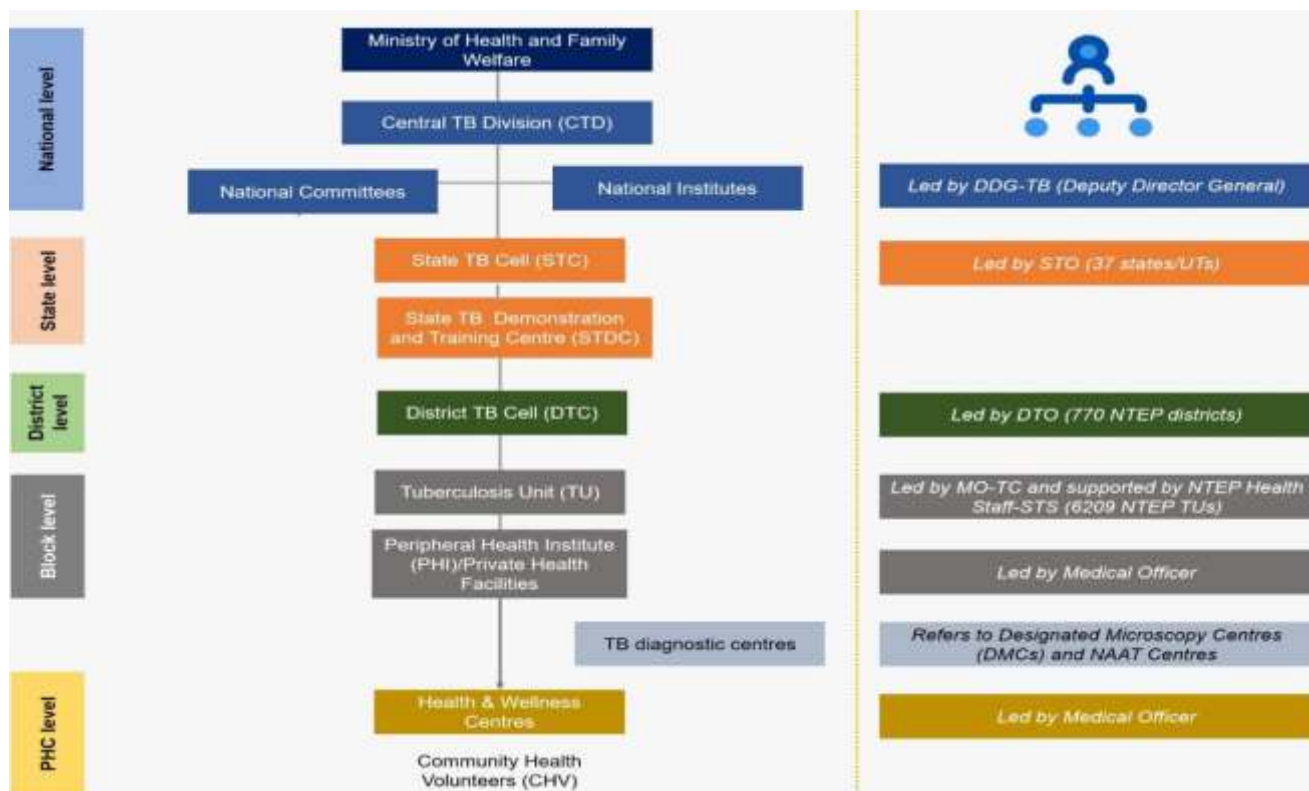 National level
Ministry of Health and Family
Welfare
Central TB Division (CTD)
National Committees
National Institutes
Led by DDG-TB (Deputy Director General)
State level
State TB Cell (STC)
Led by STO (37 states/UTs)
State TB Demonstration
and Training Centre (STDC)
District
level
District TB Cell (DTC)
Led by DTO (770 NTEP districts)
Block level
Tuberculosis Unit (TU)
Led by MO-TC and supported by NTEP Health
Staff-STS (6209 NTEP TUs)
Peripheral Health Institute
(PHI)/Private Health
Facilities
Led by Medical Officer
TB diagnostic centres
Refers to Designated Microscopy Centres
(DMCs) and NAAT Centres
PHC level
Health & Wellness
Centres
Led by Medical Officer
Community Health
Volunteers (CHV)